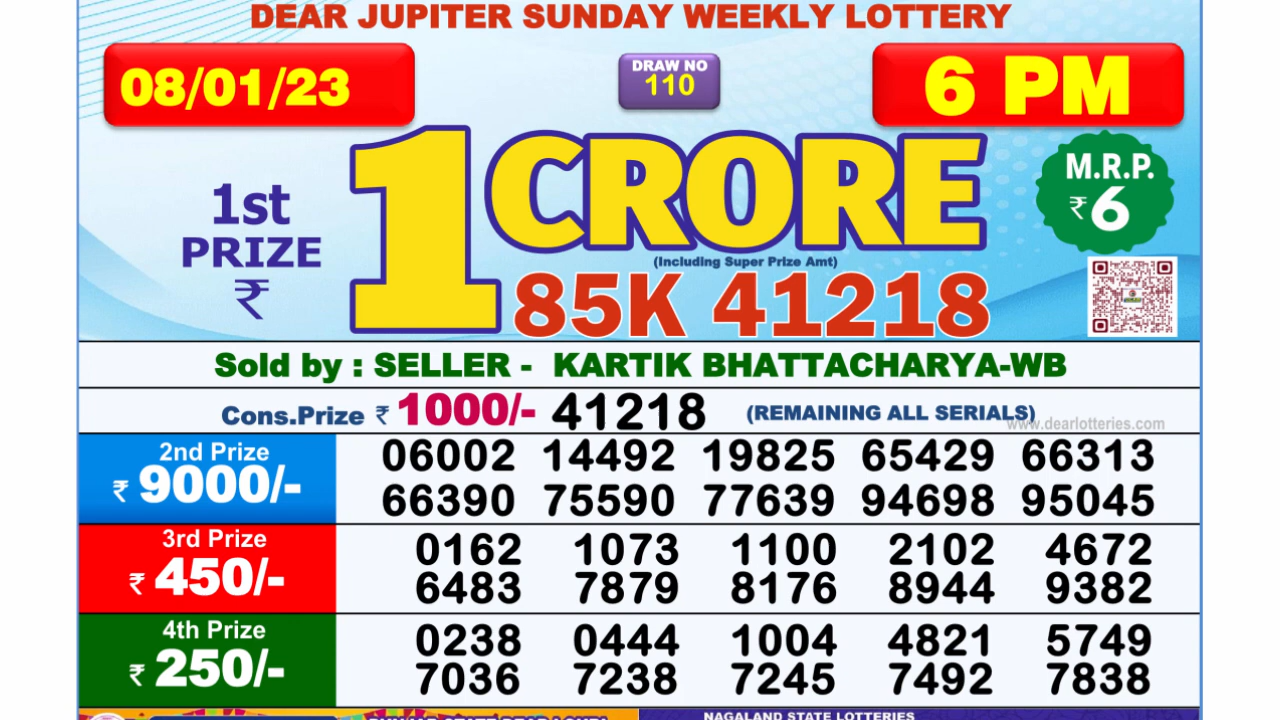 DEAR JUPITER SUNDAY WEEKLY LOTTERY
08/01/23
DRAW NO
110
6 PM
1st
PRIZE
₹
1 CRORE
(Including Super Prize Amt)
85K 41218
M.R.P.
₹6
Sold by : SELLER - KARTIK BHATTACHARYA-WB
Cons.Prize ₹ 1000/- 41218 (REMAINING ALL SERIALS)
www.dearlotteries.com
2nd Prize
₹ 9000/-
06002 14492 19825 65429 66313
66390 75590 77639 94698 95045
3rd Prize
₹ 450/-
0162 1073 1100 2102 4672
6483 7879 8176 8944 9382
4th Prize
₹ 250/-
0238 0444 1004 4821 5749
7036 7238 7245 7492 7838
NAGALAND STATE LOTTERIES